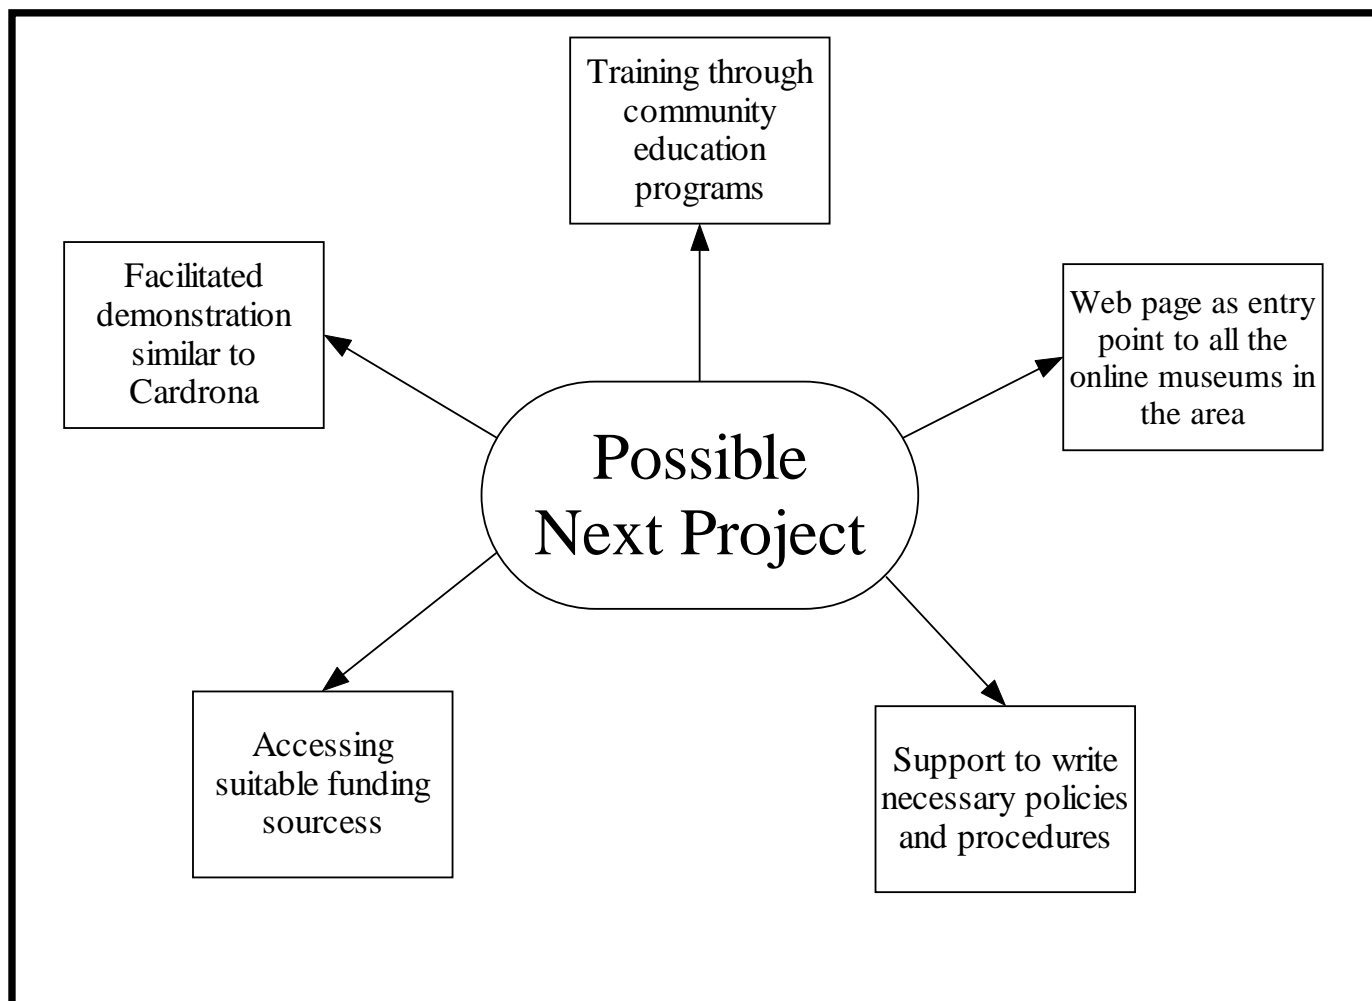 Training through
community
education
programs
Facilitated
demonstration
similar to
Cardrona
Web page as entry
point to all the
online museums in
the area
Possible
Next Project
Accessing
suitable funding
sourcess
Support to write
necessary policies
and procedures